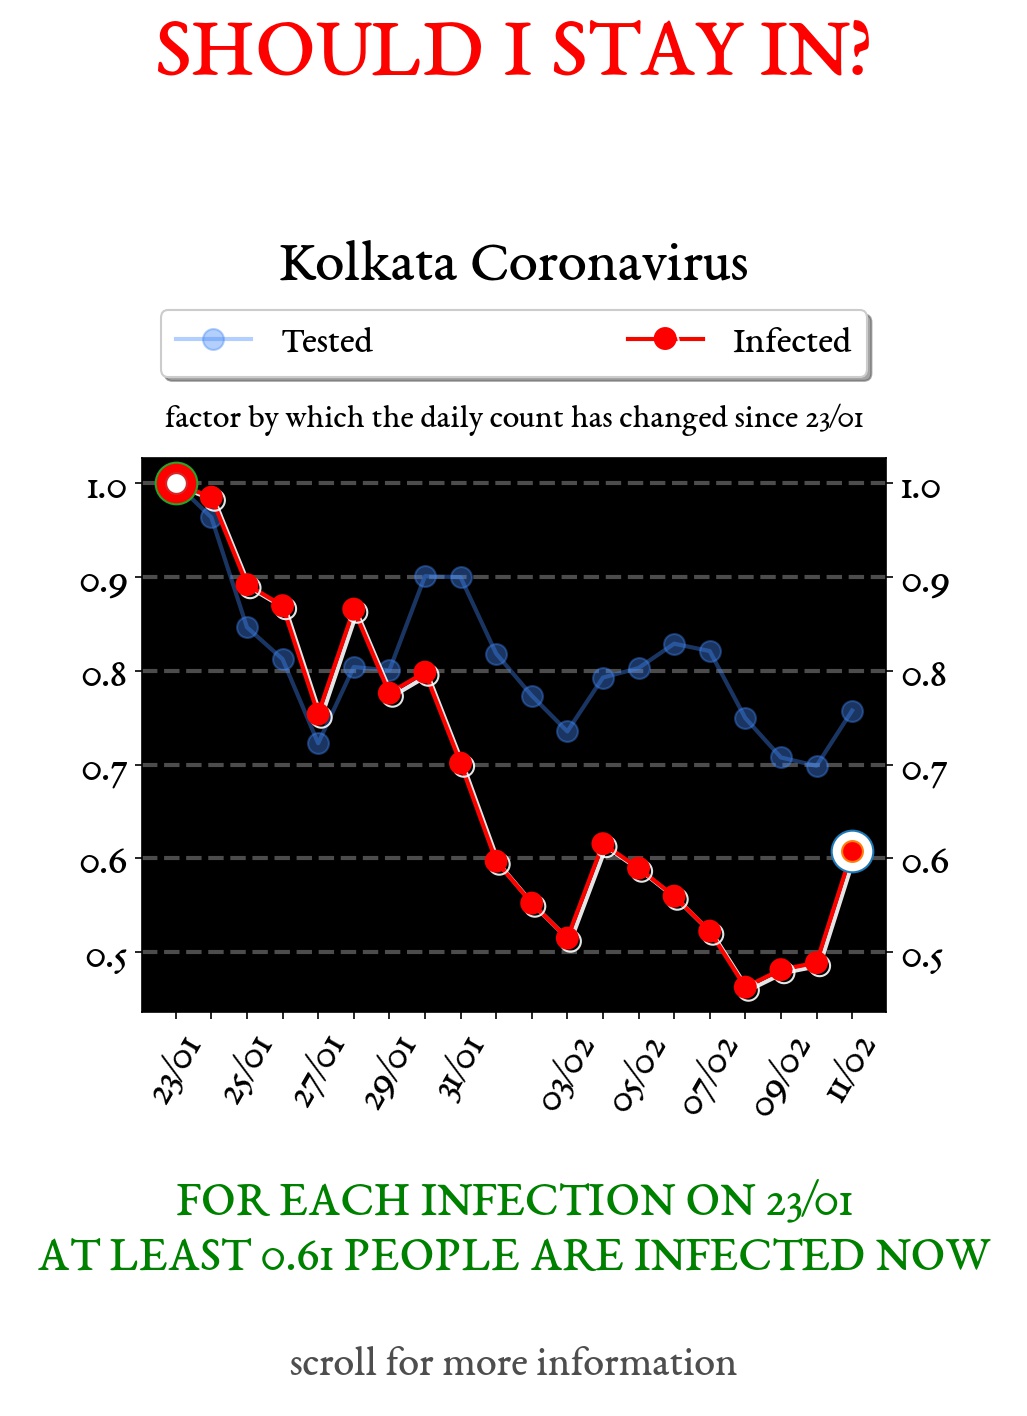 SHOULD I STAY IN?
Kolkata Coronavirus
Tested Infected
factor by which the daily count has changed since 23/01
1.0 1.0
0.9 0.9
0.8 0.8
0.7 0.7
0.6 0.6
0.5 0.5
23/01 25/01 27/01 29/01 31/01 03/02 05/02 07/02 09/02 11/02
FOR EACH INFECTION ON 23/01
AT LEAST 0.61 PEOPLE ARE INFECTED NOW
scroll for more information